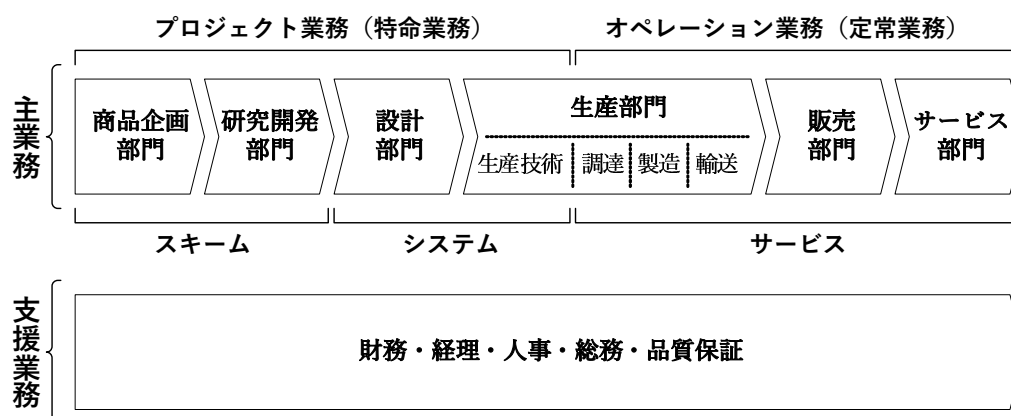 プロジェクト業務（特命業務）
オペレーション業務（定常業務）
主業務
商品企画
部門
研究開発
部門
設計
部門
生産部門
生産技術
調達
製造
輸送
販売
部門
サービス
部門
スキーム
システム
サービス
支援業務
財務・経理・人事・総務・品質保証